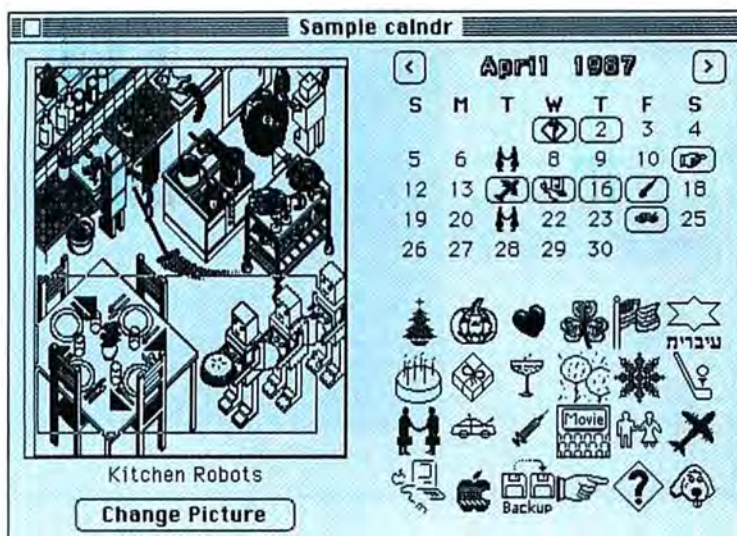 Sample calndr
< April 1987 >
S M T W T F S
2 3 4
5 6 8 9 10
12 13 16 18
19 20 22 23 25
26 27 28 29 30
עיברית
Movie
?
Backup
Kitchen Robots
Change Picture